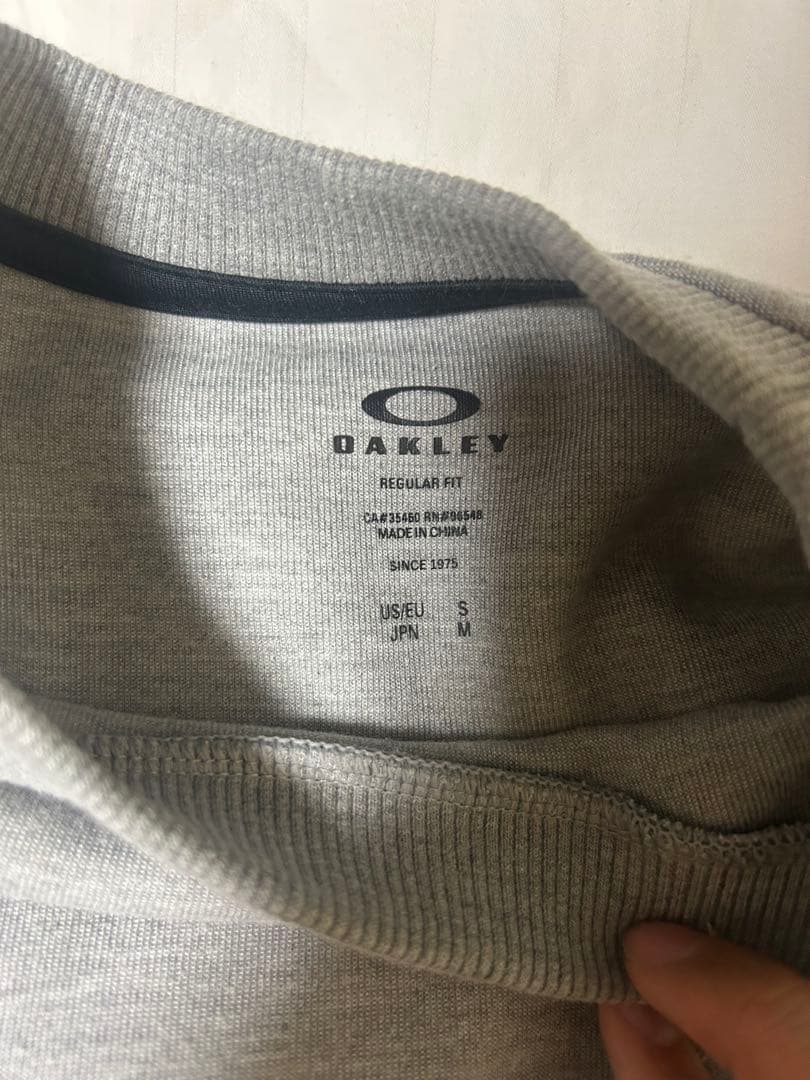 OAKLEY
REGULAR FIT
CA#35460 RN#96548
MADE IN CHINA
SINCE 1975
US/EU S
JPN M